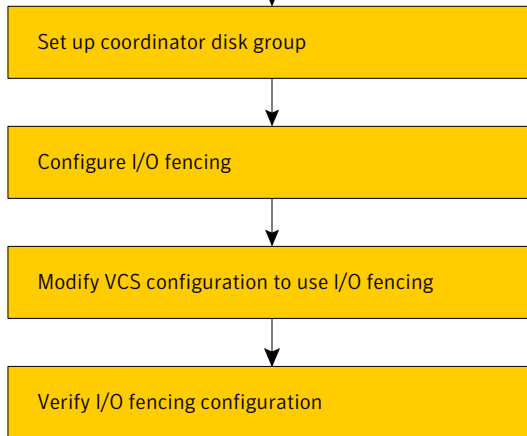 Set up coordinator disk group
Configure I/O fencing
Modify VCS configuration to use I/O fencing
Verify I/O fencing configuration